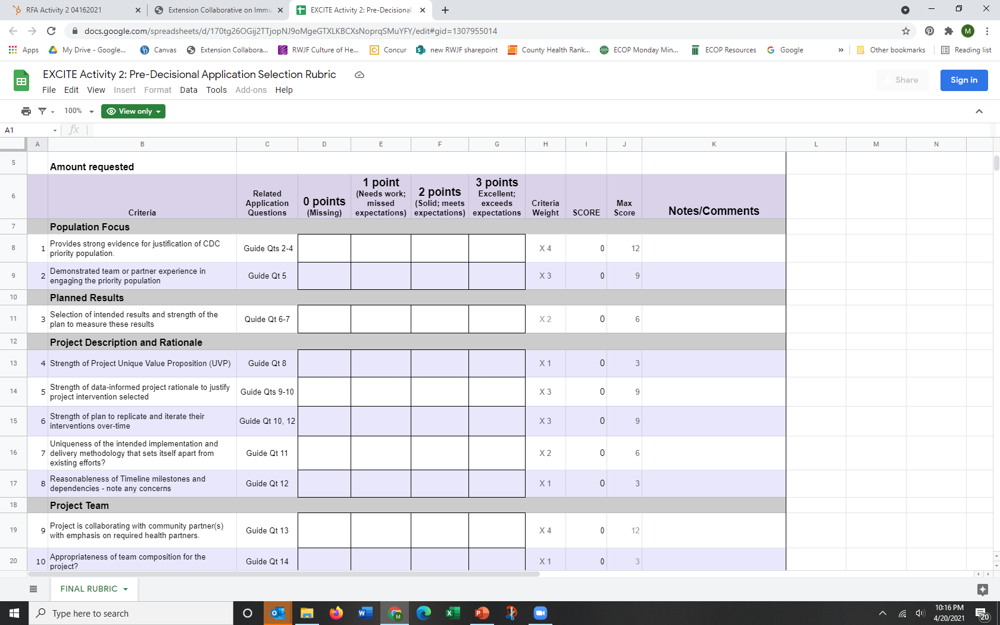 RFA Activity 2 04162021
Extension Collaborative on Immu
EXCITE Activity 2: Pre-Decisional
docs.google.com/spreadsheets/d/170tg26OGij2TTjopNJ9oMgeGTXLKBCXsNoprqSMuYFY/edit#gid=1307955014
M
Apps My Drive - Google... Canvas Extension Collabora... RWJF Culture of He... Concur new RWJF sharepoint County Health Rank... ECOP Monday Min... ECOP Resources Google » Other bookmarks Reading list
EXCITE Activity 2: Pre-Decisional Application Selection Rubric
File Edit View Insert Format Data Tools Add-ons Help
Share
Sign in
100% View only
A1 fx
A B C D E F G H I J K L M N
5 Amount requested
6 Criteria
Related
Application
Questions
0 points
(Missing)
1 point
(Needs work;
missed
expectations)
2 points
(Solid; meets
expectations)
3 points
Excellent;
exceeds
expectations
Criteria
Weight
SCORE
Max
Score
Notes/Comments
7 Population Focus
8 1 Provides strong evidence for justification of CDC
priority population.
Guide Qts 2-4 X 4 0 12
9 2 Demonstrated team or partner experience in
engaging the priority population
Guide Qt 5 X 3 0 9
10 Planned Results
11 3 Selection of intended results and strength of the
plan to measure these results
Quide Qt 6-7 X 2 0 6
12 Project Description and Rationale
13 4 Strength of Project Unique Value Proposition (UVP) Guide Qt 8 X 1 0 3
14 5 Strength of data-informed project rationale to justify
project intervention selected
Guide Qts 9-10 X 3 0 9
15 6 Strength of plan to replicate and iterate their
interventions over-time
Guide Qt 10, 12 X 3 0 9
16 7 Uniqueness of the intended implementation and
delivery methodology that sets itself apart from
existing efforts?
Guide Qt 11 X 2 0 6
17 8 Reasonableness of Timeline milestones and
dependencies - note any concerns
Guide Qt 12 X 1 0 3
18 Project Team
19 9 Project is collaborating with community partner(s)
with emphasis on required health partners.
Guide Qt 13 X 4 0 12
20 10 Appropriateness of team composition for the
project?
Guide Qt 14 X 1 0 3
FINAL RUBRIC
Type here to search
10:16 PM
4/20/2021
20